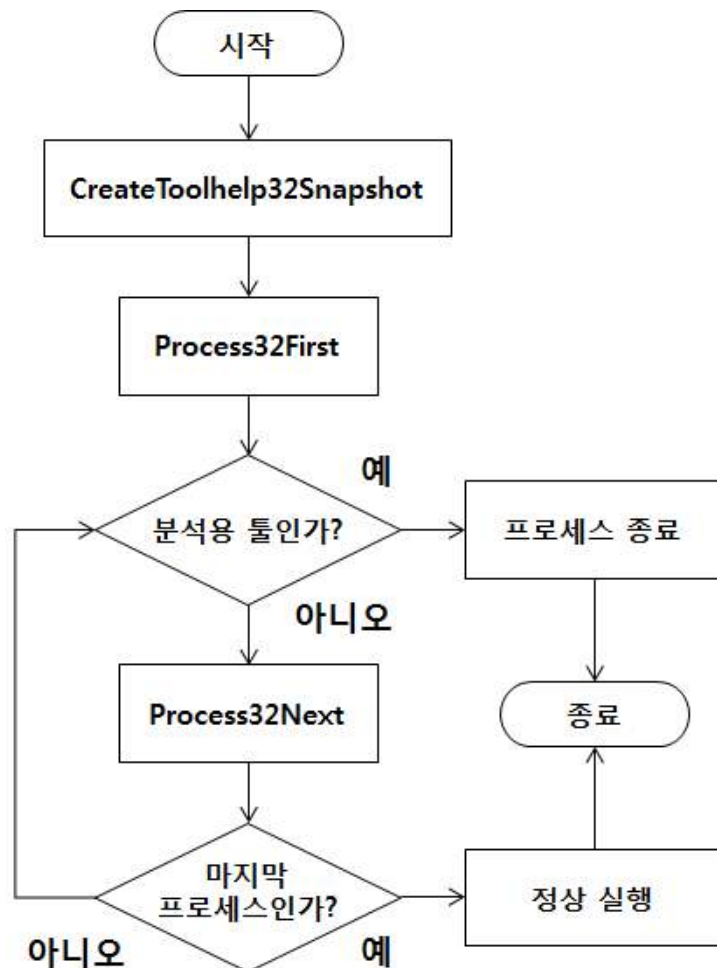 시작
CreateToolhelp32Snapshot
Process32First
예
분석용 툴인가?
프로세스 종료
아니오
Process32Next
종료
마지막
프로세스인가?
정상 실행
아니오
예